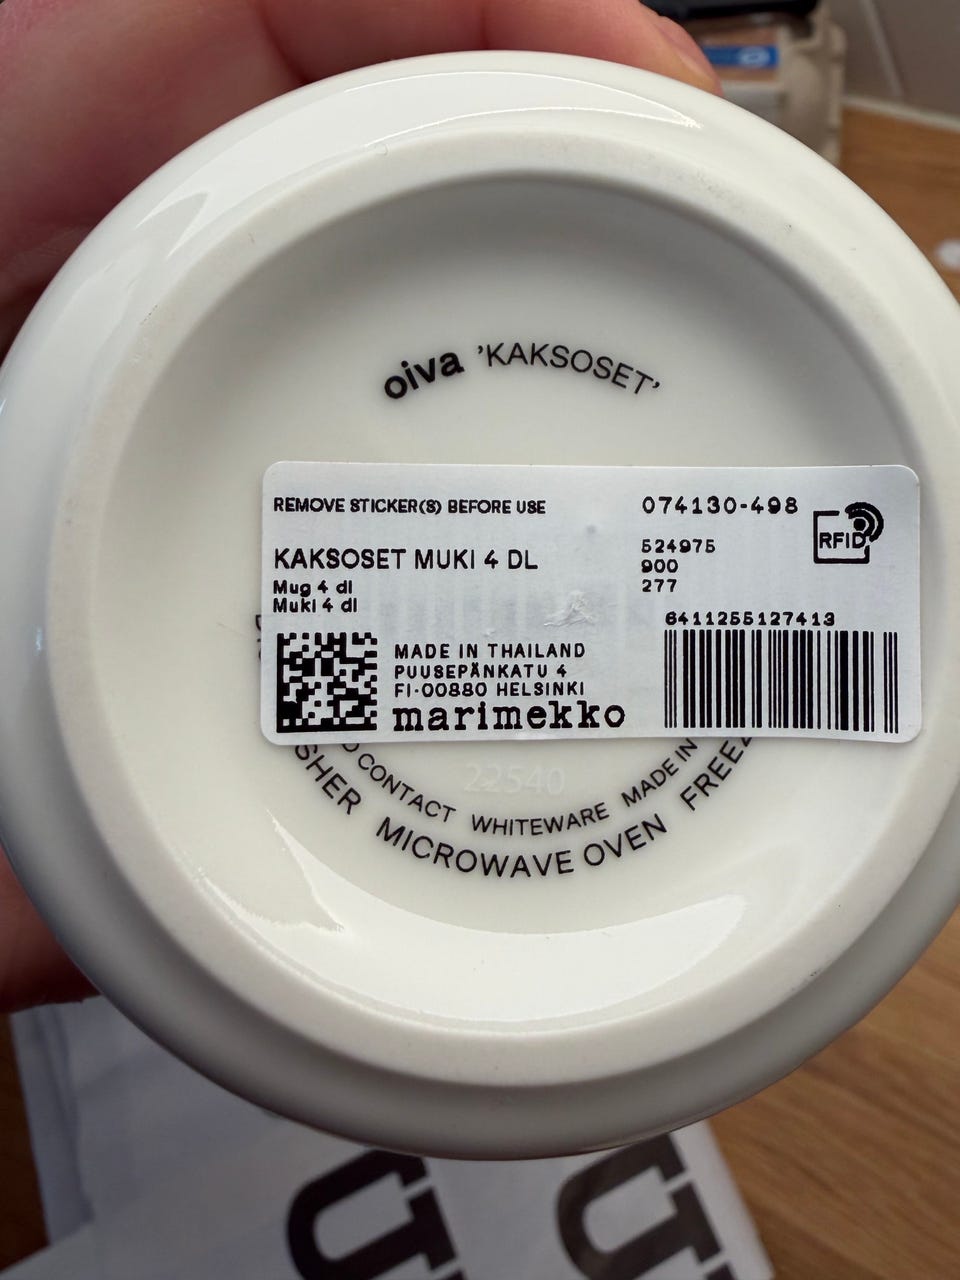 oiva 'KAKSOSET'
REMOVE STICKER(S) BEFORE USE
074130-498
RFID
524975
900
277
KAKSOSET MUKI 4 DL
Mug 4 dl
Muki 4 dl
6411255127413
MADE IN THAILAND
PUUSEPÄNKATU 4
FI-00880 HELSINKI
marimekko
CONTACT WHITEWARE MADE IN
22540
MICROWAVE OVEN